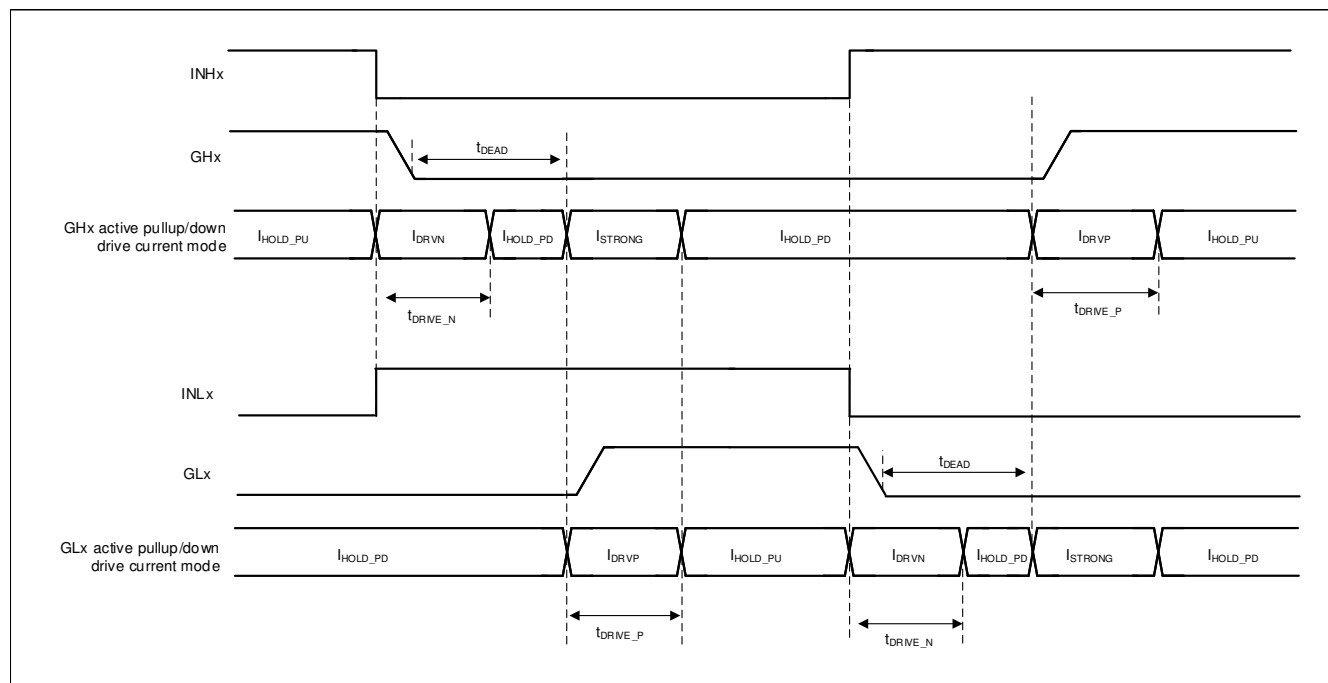 INHx
GHx
tDEAD
GHx active pullup/down
drive current mode
IHOLD_PU
IDRVN
IHOLD_PD
ISTRONG
IHOLD_PD
IDRVP
IHOLD_PU
tDRIVE_N
tDRIVE_P
INLx
GLx
tDEAD
GLx active pullup/down
drive current mode
IHOLD_PD
IDRVP
IHOLD_PU
IDRVN
IHOLD_PD
ISTRONG
IHOLD_PD
tDRIVE_P
tDRIVE_N